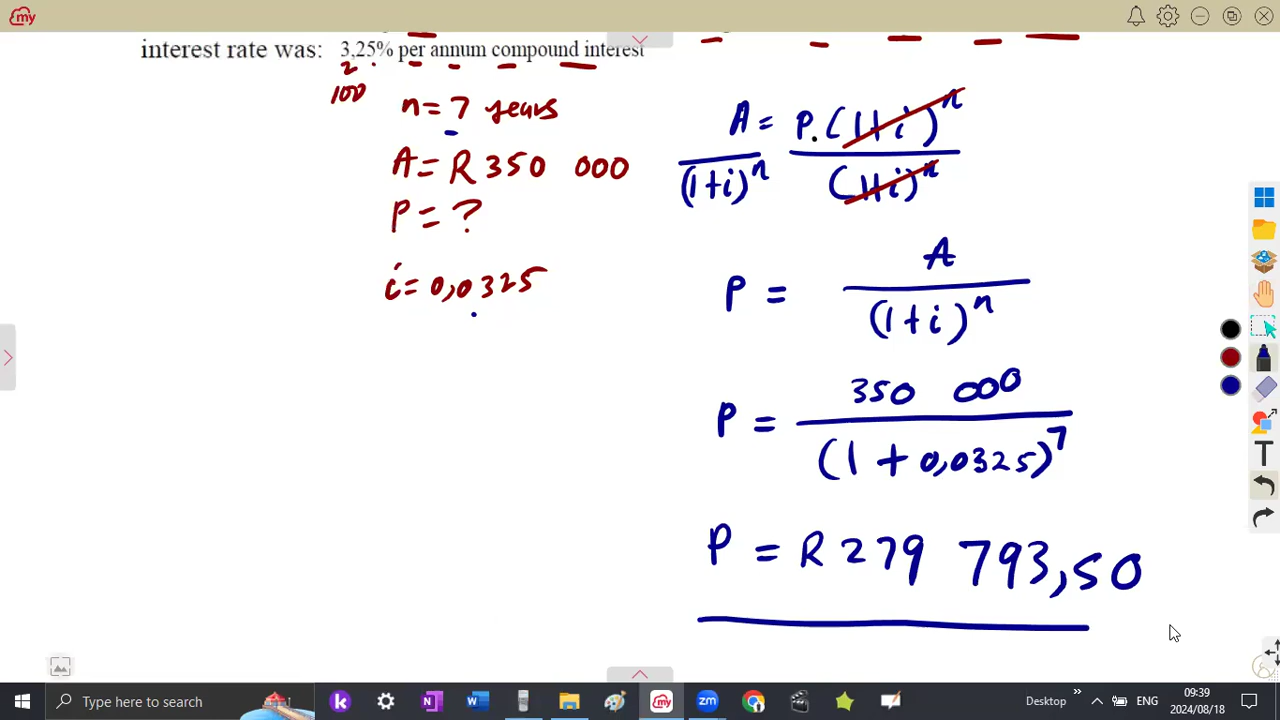 my
interest rate was: 3,25% per annum compound interest
100
n = 7 years
A = R 350 000
P = ?
i = 0,0325
A = P.(1+i)^n
(1+i)^n (1+i)^n
P = A
(1+i)^n
P = 350 000
(1 + 0,0325)^7
P = R 279 793,50
T
Type here to search
Desktop
ENG
09:39
2024/08/18